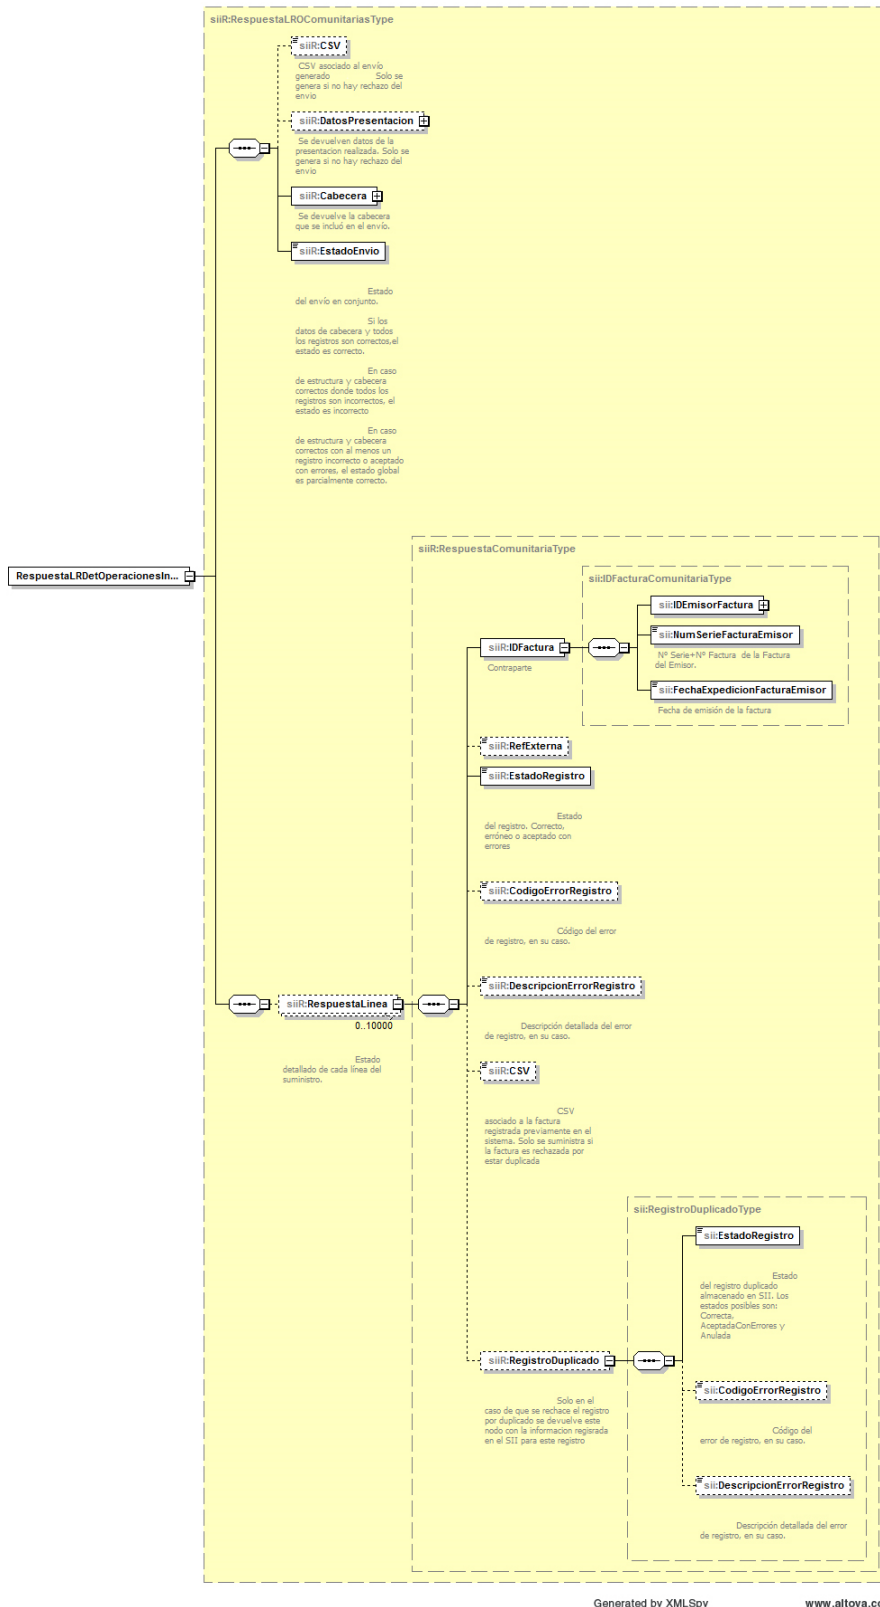 siiR:RespuestaLROComunitariasType
siiR:CSV
CSV asociado al envío
generado Solo se
genera si no hay rechazo del
envio
siiR:DatosPresentacion
Se devuelven datos de la
presentacion realizada. Solo se
genera si no hay rechazo del
envio
siiR:Cabecera
Se devuelve la cabecera
que se incluó en el envío.
siiR:EstadoEnvio
Estado
del envío en conjunto.
Si los
datos de cabecera y todos
los registros son correctos,el
estado es correcto.
En caso
de estructura y cabecera
correctos donde todos los
registros son incorrectos, el
estado es incorrecto
En caso
de estructura y cabecera
correctos con al menos un
registro incorrecto o aceptado
con errores, el estado global
es parcialmente correcto.
RespuestaLRDetOperacionesIn...
siiR:RespuestaComunitariaType
sii:IDFacturaComunitariaType
sii:IDEmisorFactura
sii:NumSerieFacturaEmisor
Nº Serie+Nº Factura de la Factura
del Emisor.
sii:FechaExpedicionFacturaEmisor
Fecha de emisión de la factura
siiR:IDFactura
Contraparte
siiR:RefExterna
siiR:EstadoRegistro
Estado
del registro. Correcto,
erróneo o aceptado con
errores
siiR:CodigoErrorRegistro
Código del error
de registro, en su caso.
siiR:DescripcionErrorRegistro
Descripción detallada del error
de registro, en su caso.
siiR:RespuestaLinea
0..10000
Estado
detallado de cada línea del
suministro.
siiR:CSV
CSV
asociado a la factura
registrada previamente en el
sistema. Solo se suministra si
la factura es rechazada por
estar duplicada
sii:RegistroDuplicadoType
sii:EstadoRegistro
Estado
del registro duplicado
almacenado en SII. Los
estados posibles son:
Correcta,
AceptadaConErrores y
Anulada
siiR:RegistroDuplicado
Solo en el
caso de que se rechace el registro
por duplicado se devuelve este
nodo con la informacion regisrada
en el SII para este registro
sii:CodigoErrorRegistro
Código del
error de registro, en su caso.
sii:DescripcionErrorRegistro
Descripción detallada del error
de registro, en su caso.
Generated by XMLSpy www.altova.co